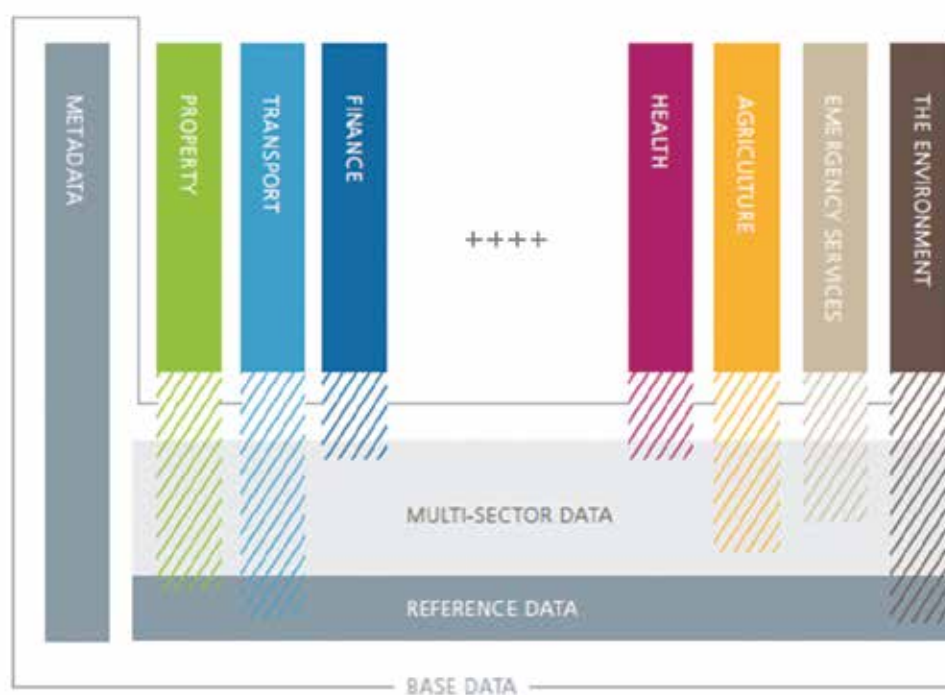 METADATA
PROPERTY
TRANSPORT
FINANCE
++++
HEALTH
AGRICULTURE
EMERGENCY SERVICES
THE ENVIRONMENT
MULTI-SECTOR DATA
REFERENCE DATA
BASE DATA